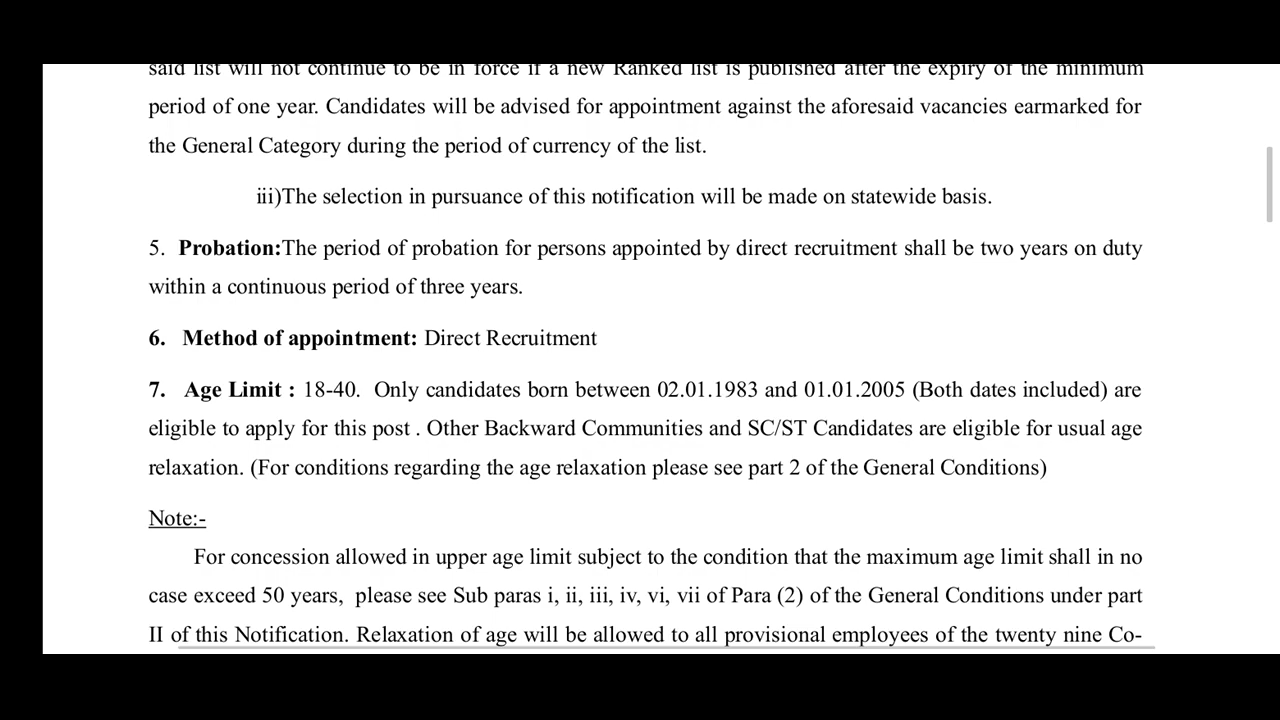 said list will not continue to be in force if a new Ranked list is published after the expiry of the minimum
period of one year. Candidates will be advised for appointment against the aforesaid vacancies earmarked for
the General Category during the period of currency of the list.
iii)The selection in pursuance of this notification will be made on statewide basis.
5. Probation:The period of probation for persons appointed by direct recruitment shall be two years on duty
within a continuous period of three years.
6. Method of appointment: Direct Recruitment
7. Age Limit : 18-40. Only candidates born between 02.01.1983 and 01.01.2005 (Both dates included) are
eligible to apply for this post . Other Backward Communities and SC/ST Candidates are eligible for usual age
relaxation. (For conditions regarding the age relaxation please see part 2 of the General Conditions)
Note:-
For concession allowed in upper age limit subject to the condition that the maximum age limit shall in no
case exceed 50 years, please see Sub paras i, ii, iii, iv, vi, vii of Para (2) of the General Conditions under part
II of this Notification. Relaxation of age will be allowed to all provisional employees of the twenty nine Co-